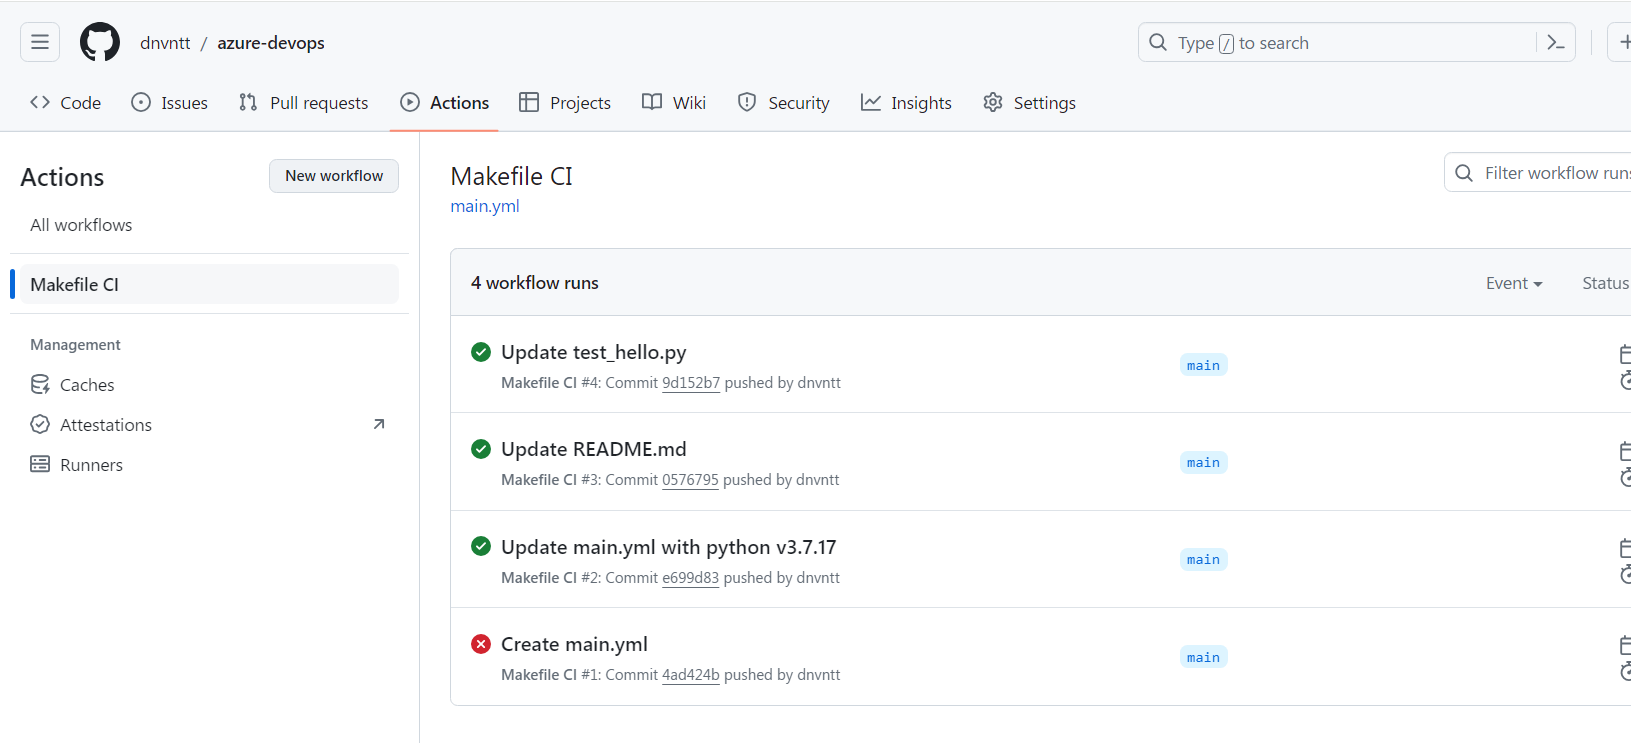 dnvntt / azure-devops
Type / to search
Code Issues Pull requests Actions Projects Wiki Security Insights Settings
Actions
New workflow
All workflows
Makefile CI
Management
Caches
Attestations
Runners
Makefile CI
main.yml
Filter workflow runs
4 workflow runs
Event
Status
Update test_hello.py
main
Makefile CI #4: Commit 9d152b7 pushed by dnvntt
Update README.md
main
Makefile CI #3: Commit 0576795 pushed by dnvntt
Update main.yml with python v3.7.17
main
Makefile CI #2: Commit e699d83 pushed by dnvntt
Create main.yml
main
Makefile CI #1: Commit 4ad424b pushed by dnvntt